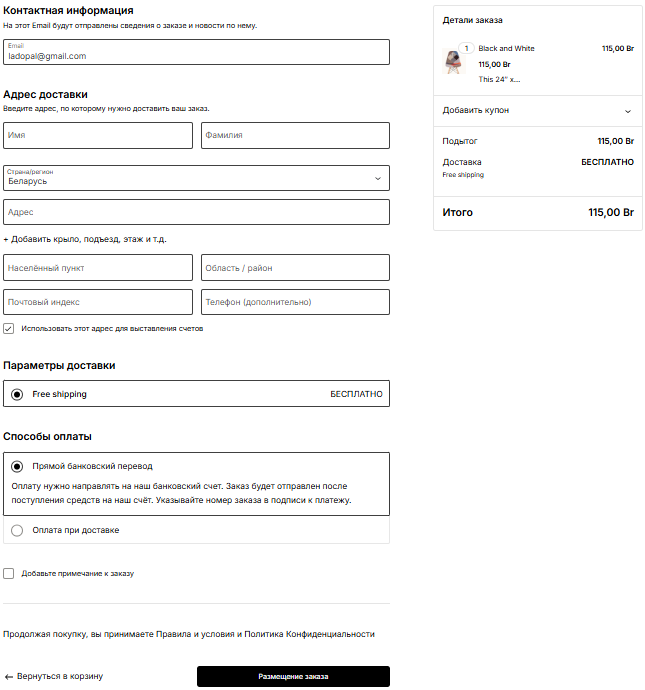 Контактная информация
На этот Email будут отправлены сведения о заказе и новости по нему.
Email
ladopal@gmail.com
Адрес доставки
Введите адрес, по которому нужно доставить ваш заказ.
Имя
Фамилия
Страна/регион
Беларусь
Адрес
+ Добавить крыло, подъезд, этаж и т.д.
Населённый пункт
Область / район
Почтовый индекс
Телефон (дополнительно)
Использовать этот адрес для выставления счетов
Параметры доставки
Free shipping БЕСПЛАТНО
Способы оплаты
Прямой банковский перевод
Оплату нужно направлять на наш банковский счет. Заказ будет отправлен после
поступления средств на наш счёт. Указывайте номер заказа в подписи к платежу.
Оплата при доставке
Добавьте примечание к заказу
Продолжая покупку, вы принимаете Правила и условия и Политика Конфиденциальности
Вернуться в корзину
Размещение заказа
Детали заказа
1 Black and White 115,00 Br
115,00 Br
This 24" x...
Добавить купон
Подытог 115,00 Br
Доставка БЕСПЛАТНО
Free shipping
Итого 115,00 Br